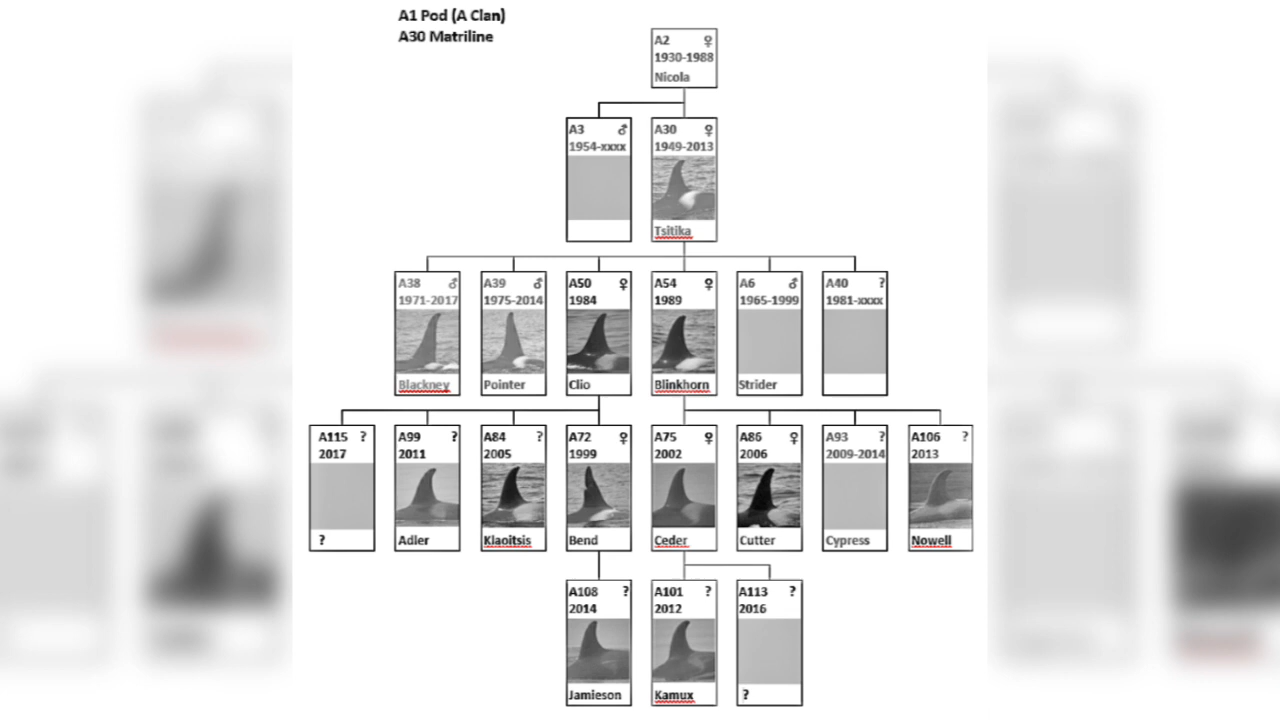 A1 Pod (A Clan)
A30 Matriline
A2 ♀
1930-1988
Nicola
A3 ♂
1954-xxxx
A30 ♀
1949-2013
Tsitika
A38 ♂
1971-2017
Blackney
A39 ♂
1975-2014
Pointer
A50 ♀
1984
Clio
A54 ♀
1989
Blinkhorn
A6 ♂
1965-1999
Strider
A40 ?
1981-xxxx
A115 ?
2017
?
A99 ?
2011
Adler
A84 ?
2005
Klaoitsis
A72 ♀
1999
Bend
A75 ♀
2002
Ceder
A86 ♀
2006
Cutter
A93 ?
2009-2014
Cypress
A106 ?
2013
Nowell
A108 ?
2014
Jamieson
A101 ?
2012
Kamux
A113 ?
2016
?